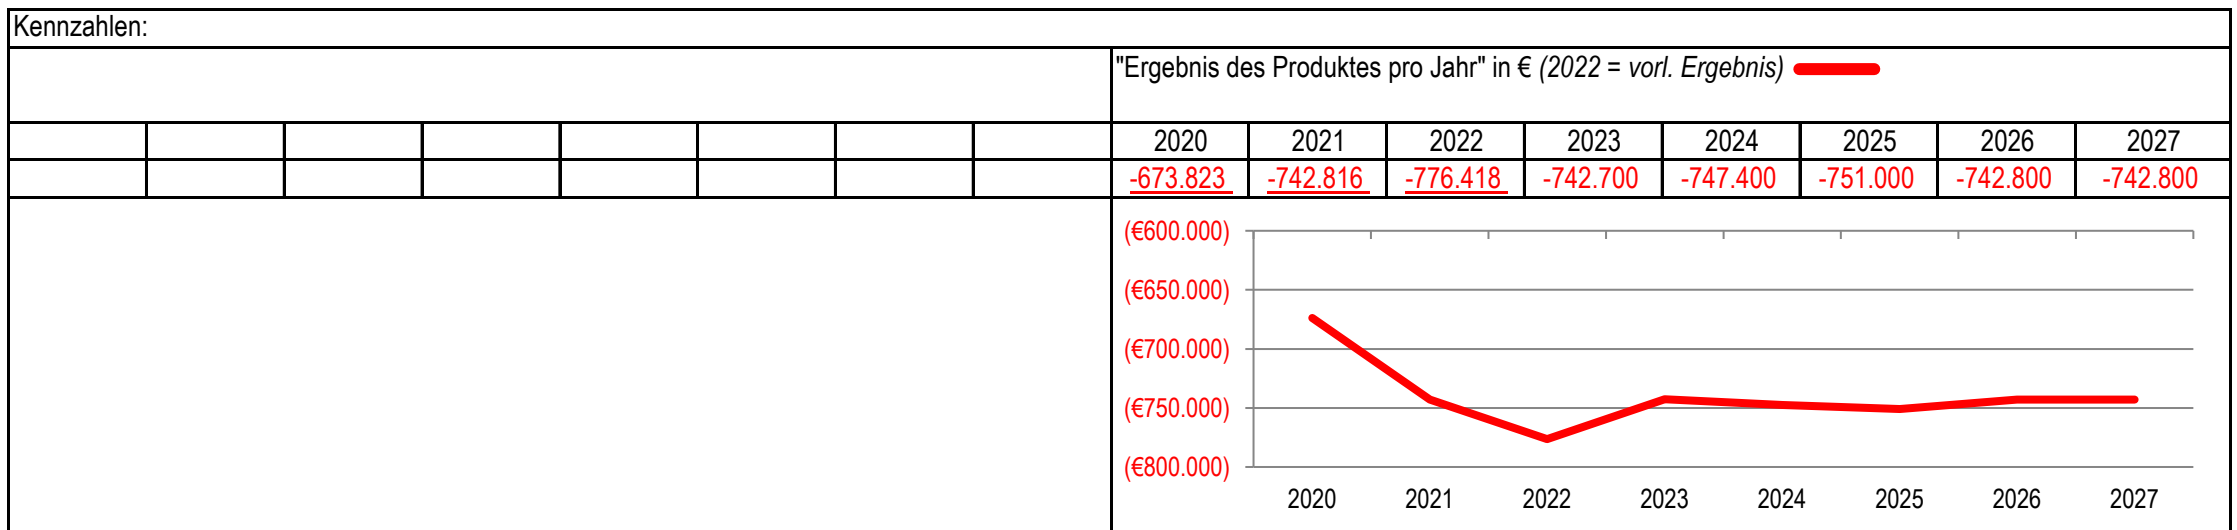 Kennzahlen:
"Ergebnis des Produktes pro Jahr" in € (2022 = vorl. Ergebnis)
2020 2021 2022 2023 2024 2025 2026 2027
-673.823 -742.816 -776.418 -742.700 -747.400 -751.000 -742.800 -742.800
(€600.000)
(€650.000)
(€700.000)
(€750.000)
(€800.000)
2020 2021 2022 2023 2024 2025 2026 2027